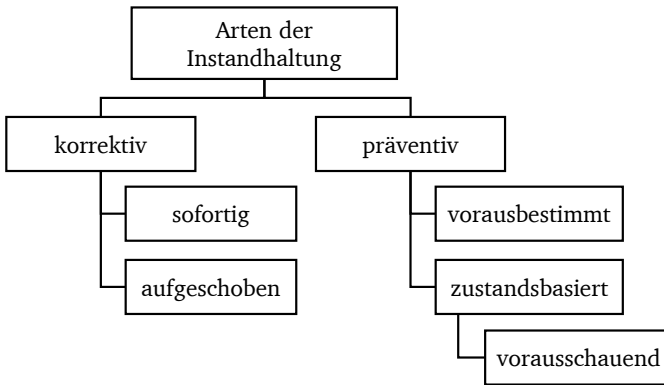 Arten der
Instandhaltung
korrektiv
präventiv
sofortig
vorausbestimmt
aufgeschoben
zustandsbasiert
vorausschauend